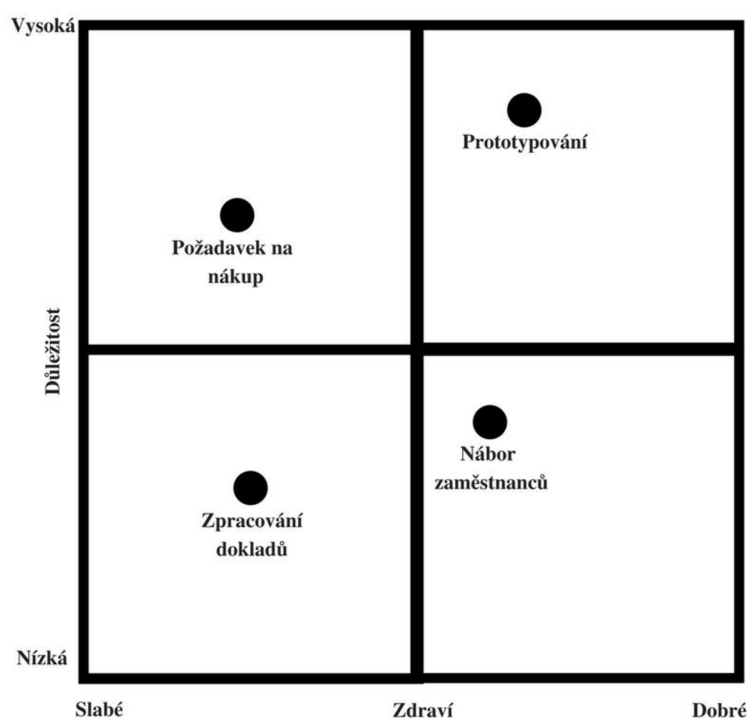 Vysoká
Prototypování
Požadavek na
nákup
Důležitost
Nábor
zaměstnanců
Zpracování
dokladů
Nízká
Slabé
Zdraví
Dobré